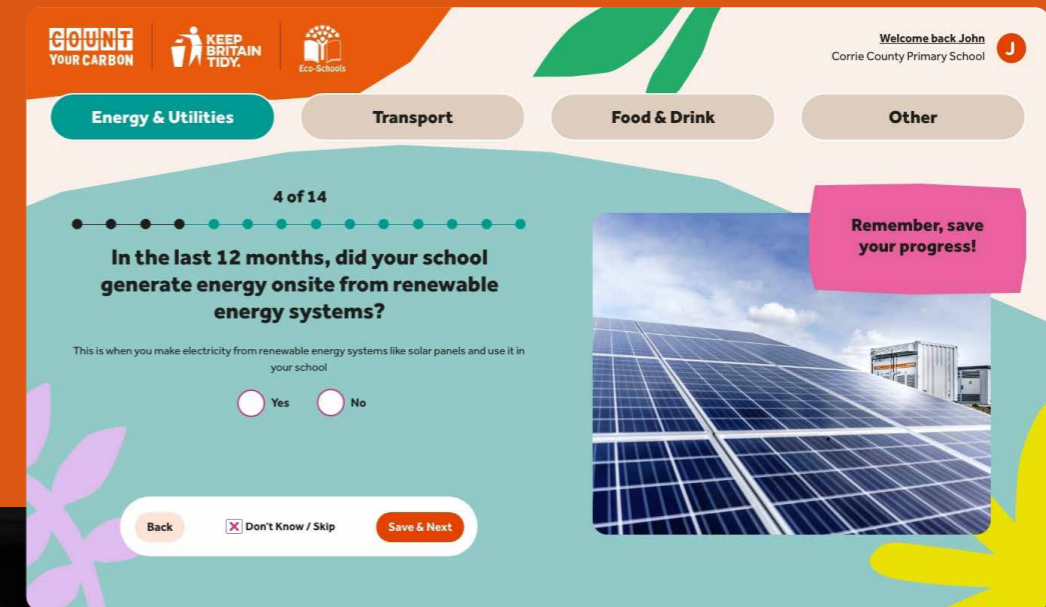 COUNT
YOUR CARBON
KEEP
BRITAIN
TIDY.
Eco-Schools
Welcome back John
Corrie County Primary School
J
Energy & Utilities
Transport
Food & Drink
Other
4 of 14
In the last 12 months, did your school
generate energy onsite from renewable
energy systems?
This is when you make electricity from renewable energy systems like solar panels and use it in
your school
Yes
No
Remember, save
your progress!
Back
Don't Know / Skip
Save & Next